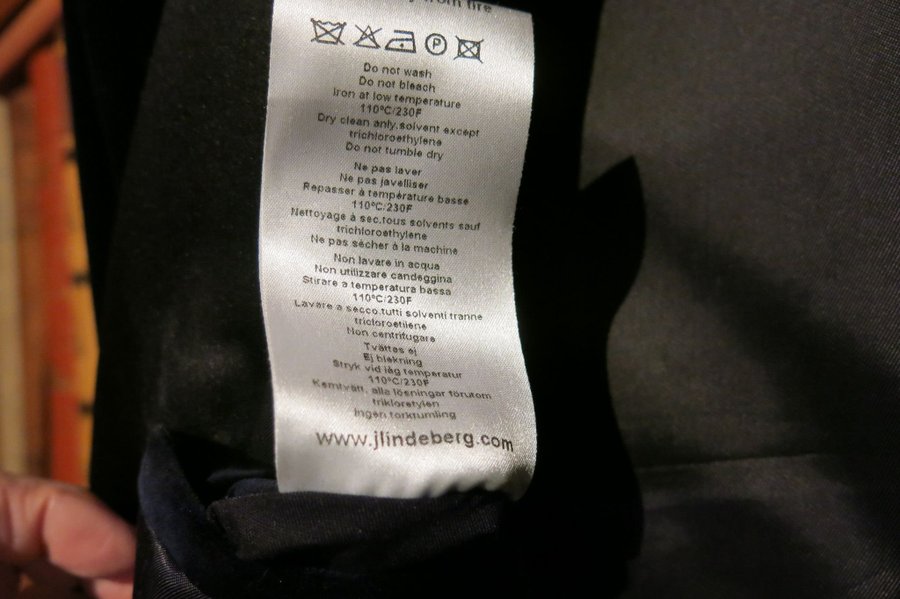 from fire
P
Do not wash
Do not bleach
Iron at low temperature
110°C/230F
Dry clean anly.solvent except
trichloroethylene
Do not tumble dry
Ne pas laver
Ne pas javelliser
Repasser à température basse
110°C/230F
Nettoyage à sec.tous solvents sauf
trichloroethylene
Ne pas sécher à la machine
Non lavare in acqua
Non utilizzare candeggina
Stirare a temperatura bassa
110°C/230F
Lavare a secco.tutti solventi tranne
tricloroetilene
Non centrifugare
Tvättas ej
Ej blekning
Stryk vid låg temperatur
110°C/230F
Kemtvätt, alla lösningar förutom
trikloretylen
Ingen torktumling
www.jlindeberg.com